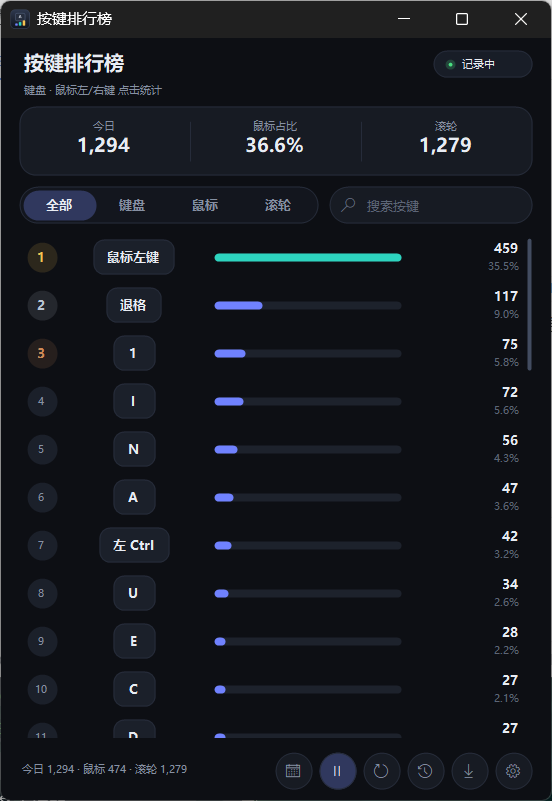 按键排行榜
按键排行榜
记录中
键盘 · 鼠标左/右键 点击统计
今日 鼠标占比 滚轮
1,294 36.6% 1,279
全部 键盘 鼠标 滚轮 搜索按键
1 鼠标左键 459
35.5%
2 退格 117
9.0%
3 1 75
5.8%
4 I 72
5.6%
5 N 56
4.3%
6 A 47
3.6%
7 左 Ctrl 42
3.2%
8 U 34
2.6%
9 E 28
2.2%
10 C 27
2.1%
11 D 27
今日 1,294 · 鼠标 474 · 滚轮 1,279